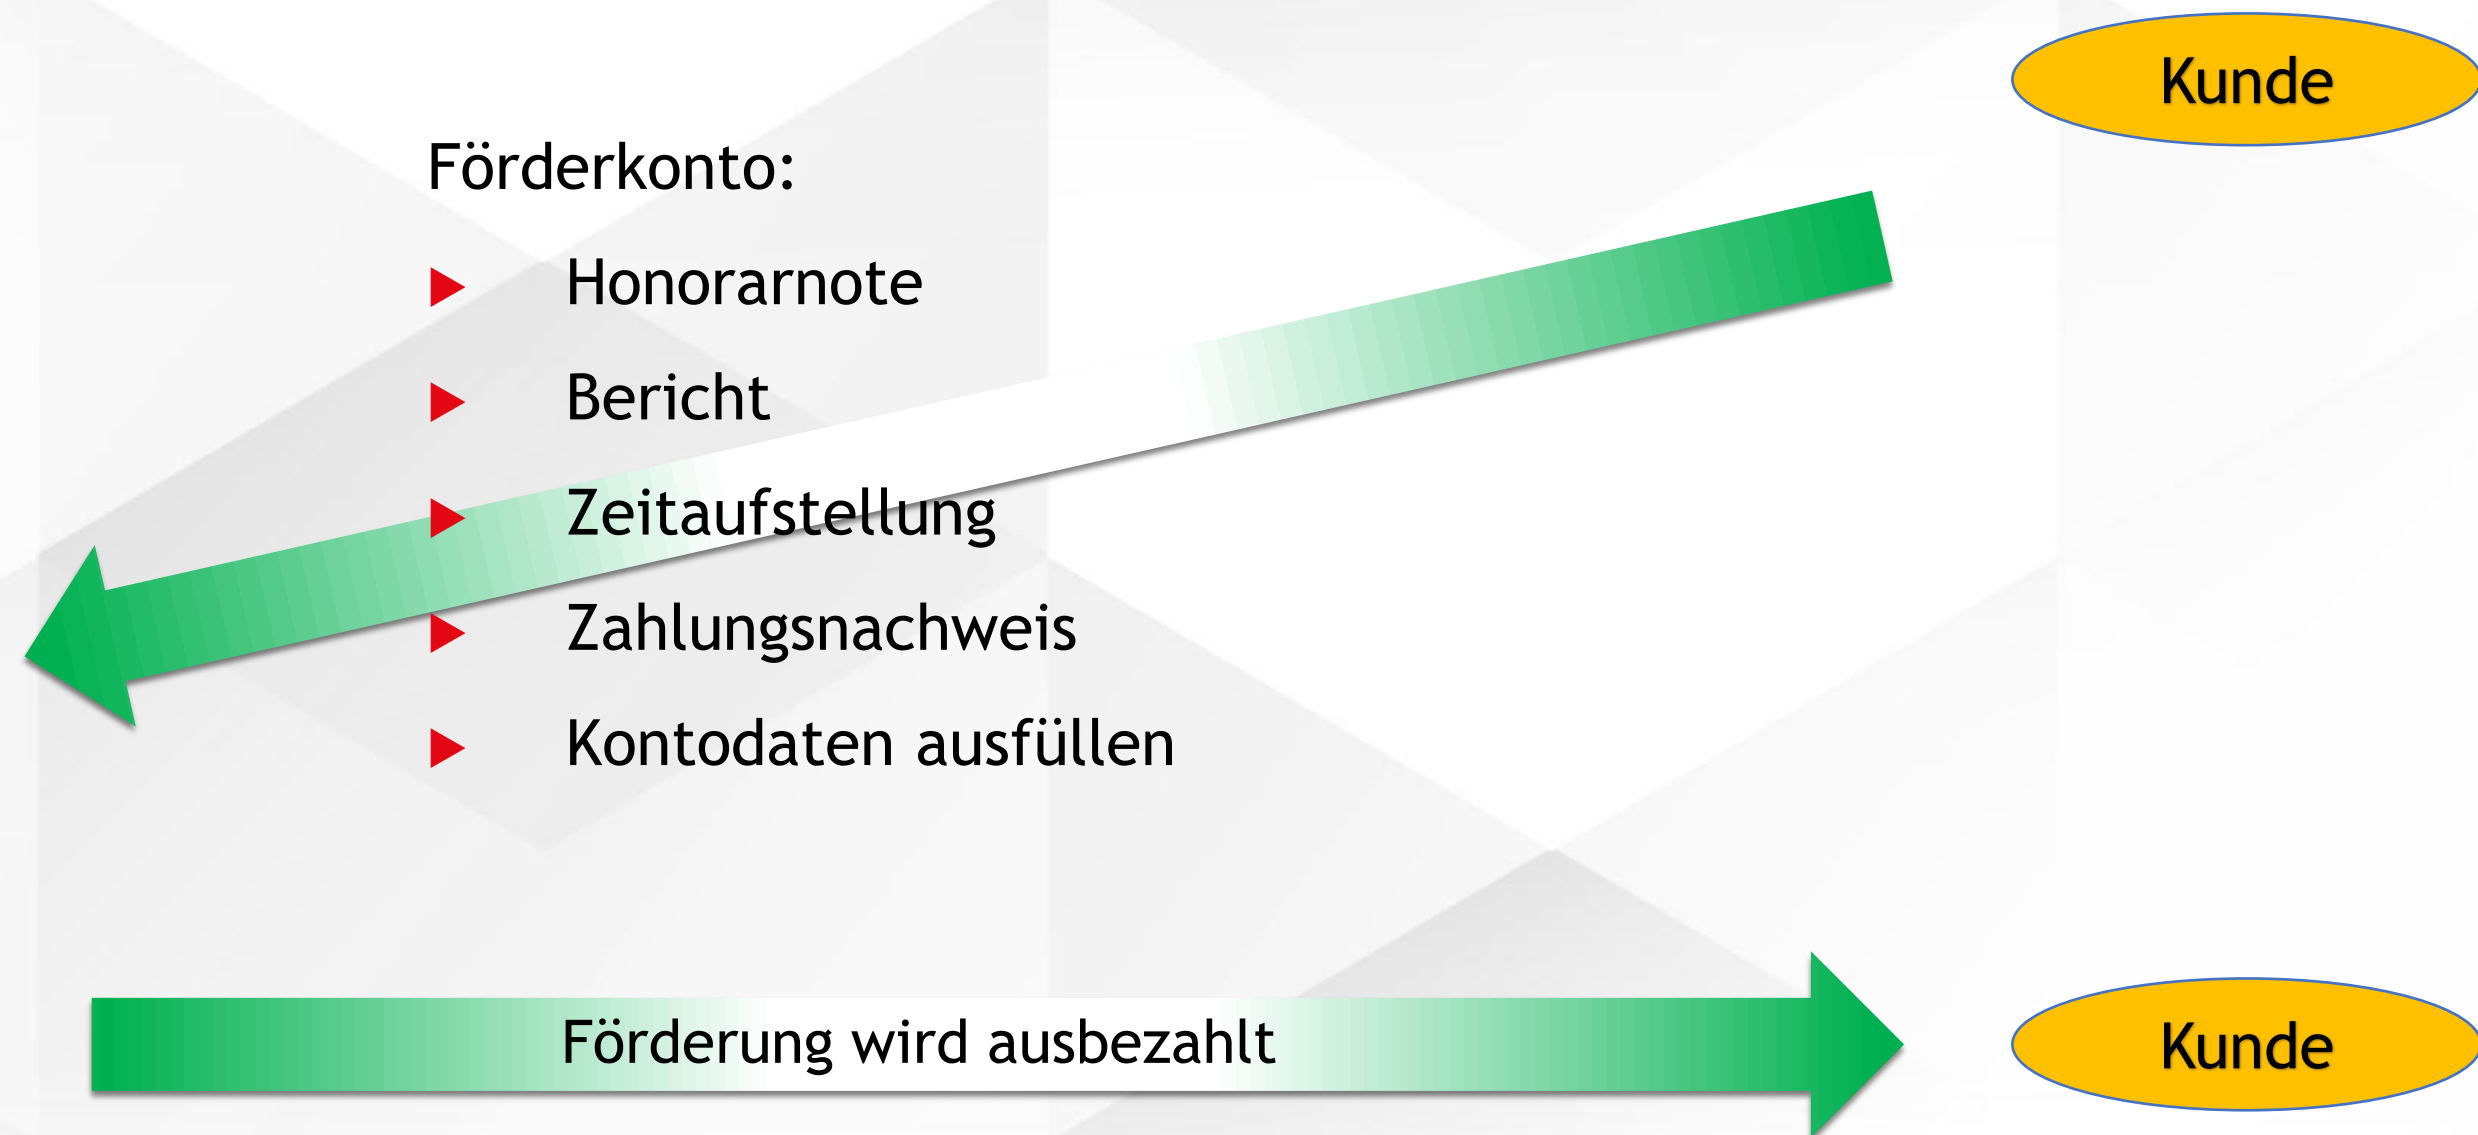 Kunde
Förderkonto:
Honorarnote
Bericht
Zeitaufstellung
Zahlungsnachweis
Kontodaten ausfüllen
Förderung wird ausbezahlt
Kunde